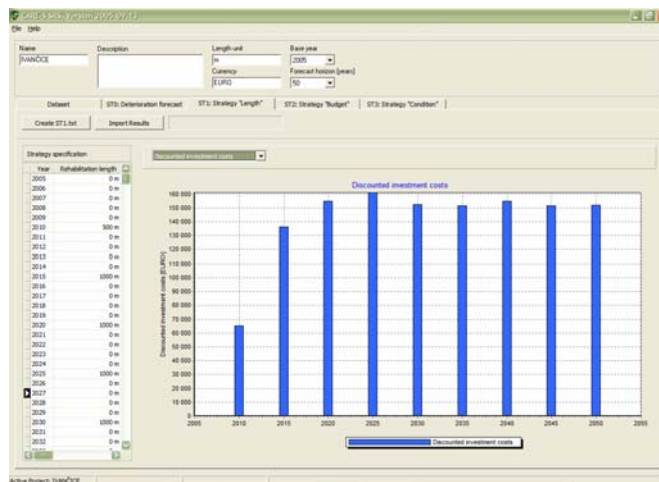 CARE-S Version 2005.09.13
File Help
Name
Description
Length unit
Base year
IVANČICE
m
2005
Currency
Forecast horizon [years]
EURO
50
Dataset
ST0: Deterioration forecast
ST1: Strategy "Length"
ST2: Strategy "Budget"
ST3: Strategy "Condition"
Create ST1.txt
Import Results
Strategy specification
Discounted investment costs
Year Rehabilitation length
2005 0 m
2006 0 m
2007 0 m
2008 0 m
2009 0 m
2010 500 m
2011 0 m
2012 0 m
2013 0 m
2014 0 m
2015 1000 m
2016 0 m
2017 0 m
2018 0 m
2019 0 m
2020 1000 m
2021 0 m
2022 0 m
2023 0 m
2024 0 m
2025 1000 m
2026 0 m
2027 0 m
2028 0 m
2029 0 m
2030 1000 m
2031 0 m
2032 0 m
Discounted investment costs
Discounted investment costs [EURO]
160 000
150 000
140 000
130 000
120 000
110 000
100 000
90 000
80 000
70 000
60 000
50 000
40 000
30 000
20 000
10 000
0
2005 2010 2015 2020 2025 2030 2035 2040 2045 2050 2055
Discounted investment costs
Active Project: IVANČICE